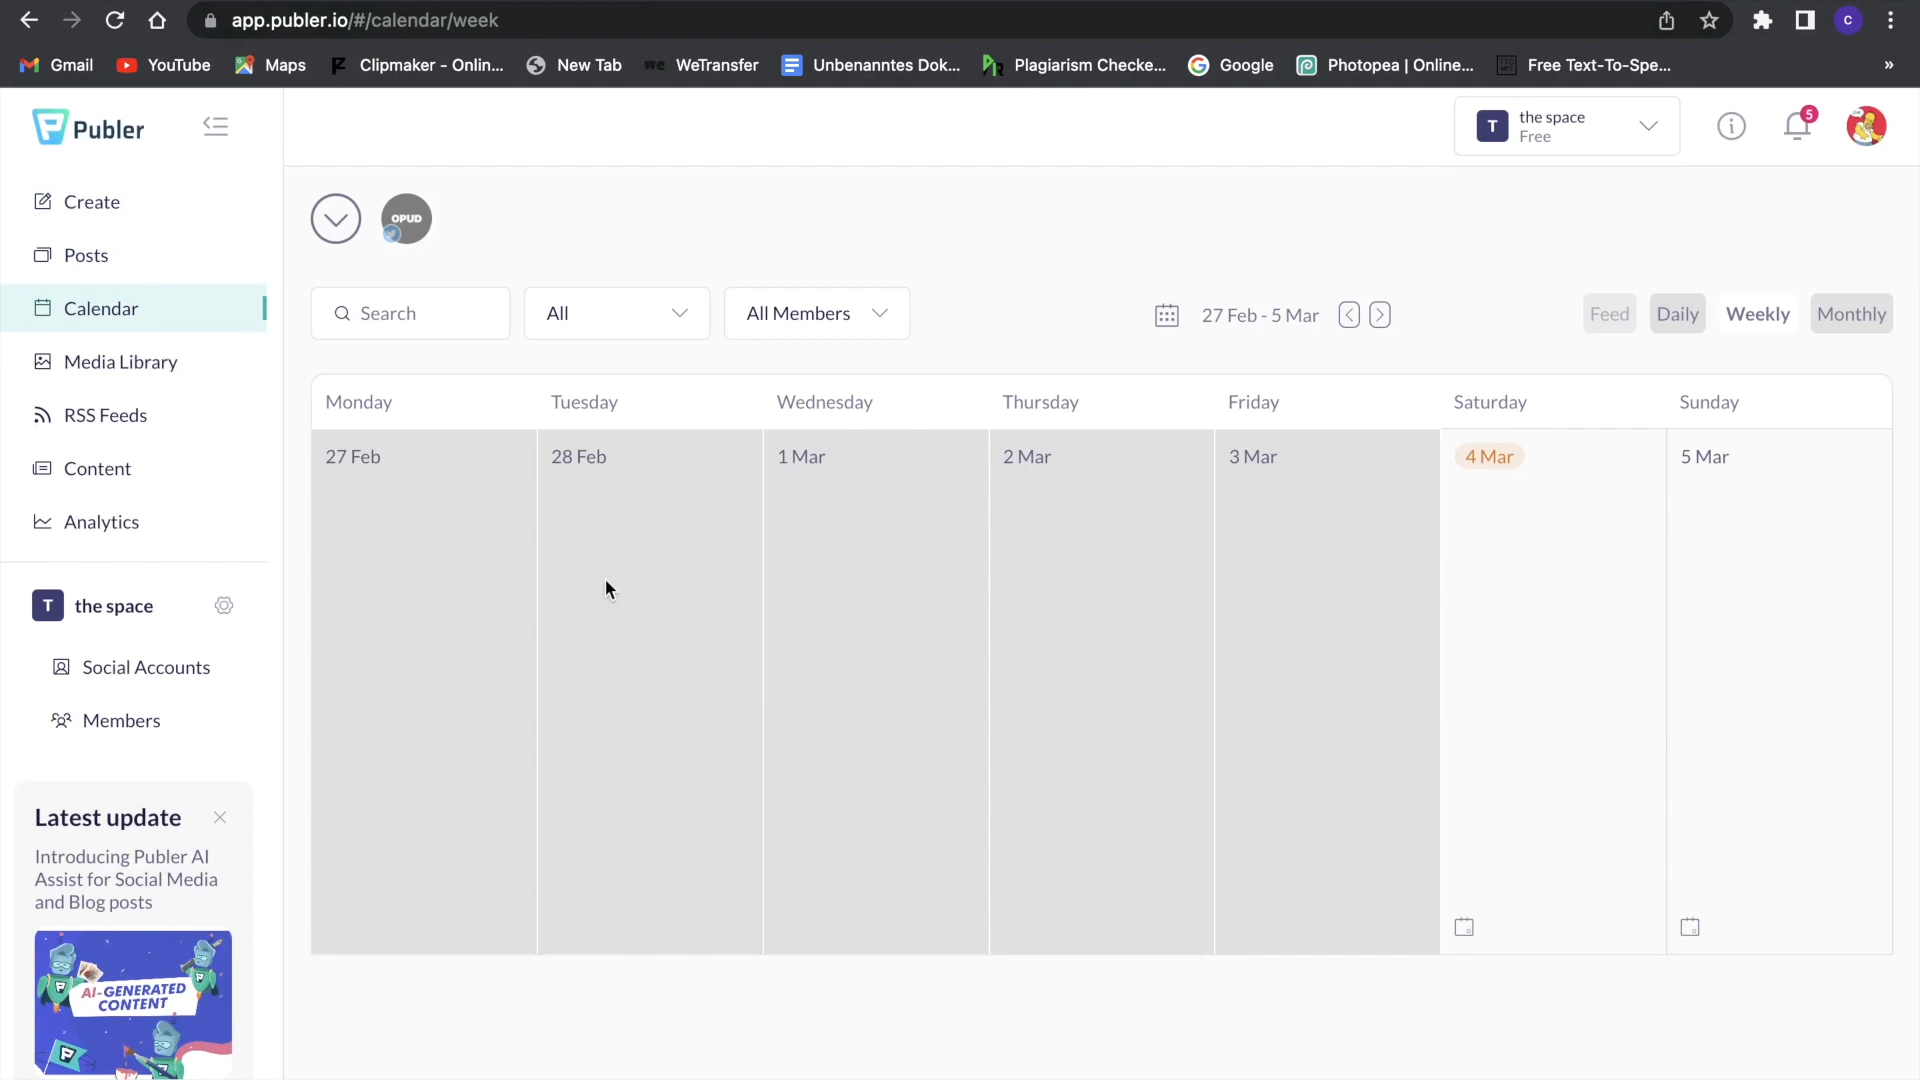 app.publer.io/#/calendar/week
Gmail YouTube Maps Clipmaker - Onlin... New Tab WeTransfer Unbenanntes Dok... Plagiarism Checke... Google Photopea | Online... Free Text-To-Spe... »
Publer
Create
Posts
Calendar
Media Library
RSS Feeds
Content
Analytics
T the space
Social Accounts
Members
Latest update
Introducing Publer AI
Assist for Social Media
and Blog posts
AI-GENERATED
CONTENT
T the space
Free
5
C
OPUD
Search All All Members 27 Feb - 5 Mar Feed Daily Weekly Monthly
Monday Tuesday Wednesday Thursday Friday Saturday Sunday
27 Feb 28 Feb 1 Mar 2 Mar 3 Mar 4 Mar 5 Mar